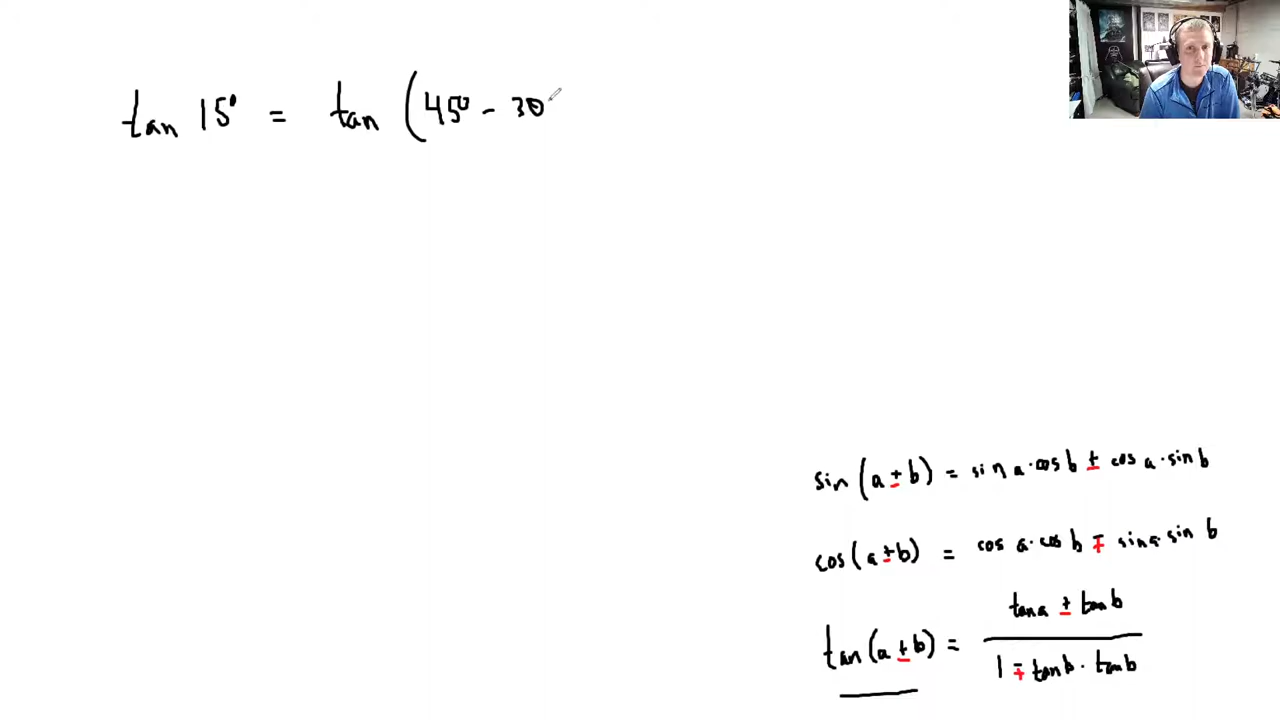 tan 15° = tan (45° - 30
sin (a ± b) = sin a · cos b ± cos a · sin b
cos (a ± b) = cos a · cos b ∓ sin a · sin b
tan a ± tan b
tan (a ± b) =
1 ∓ tan b · tan b